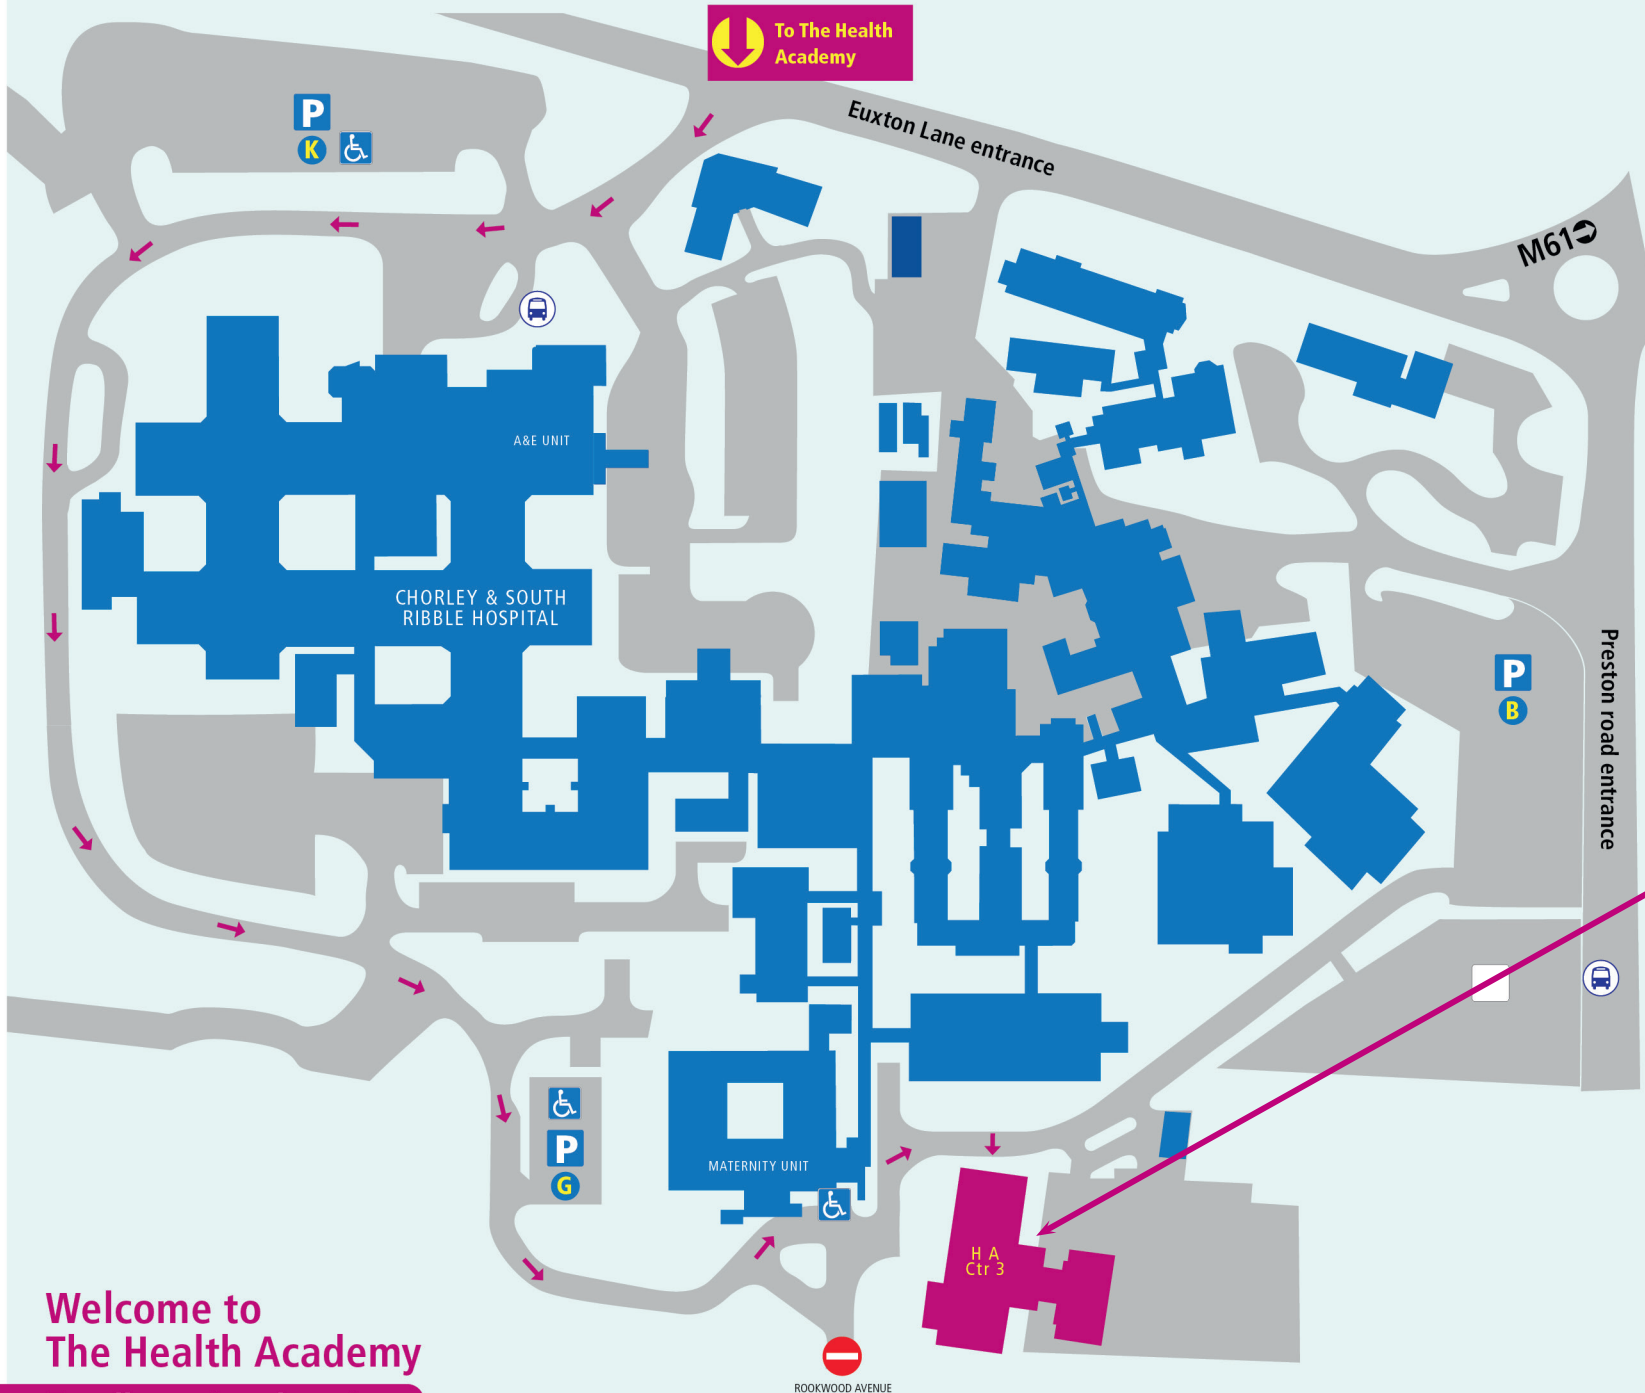 To The Health
Academy
Euxton Lane entrance
M61
P
K
A&E UNIT
CHORLEY & SOUTH
RIBBLE HOSPITAL
P
B
Preston road entrance
P
G
MATERNITY UNIT
H A
Ctr 3
Welcome to
The Health Academy
ROOKWOOD AVENUE